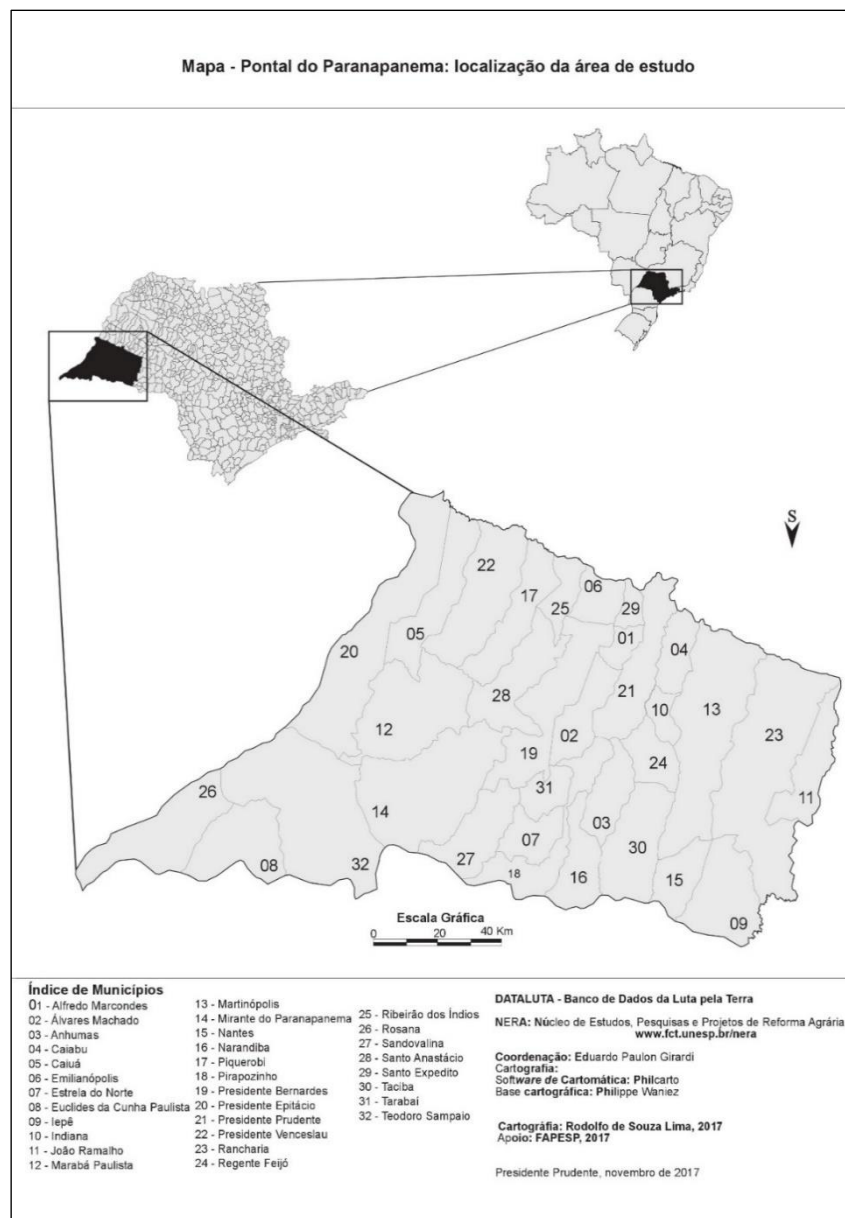 Mapa - Pontal do Paranapanema: localização da área de estudo
S
22
06
17
25
29
05
01
04
20
21
28
10
13
12
02
23
19
24
31
26
11
14
03
07
30
27
08
32
18
16
15
09
Escala Gráfica
0 20 40 Km
Índice de Municípios
01 - Alfredo Marcondes
02 - Álvares Machado
03 - Anhumas
04 - Caiabu
05 - Caiuá
06 - Emilianópolis
07 - Estrela do Norte
08 - Euclides da Cunha Paulista
09 - Iepê
10 - Indiana
11 - João Ramalho
12 - Marabá Paulista
13 - Martinópolis
14 - Mirante do Paranapanema
15 - Nantes
16 - Narandiba
17 - Piquerobi
18 - Pirapozinho
19 - Presidente Bernardes
20 - Presidente Epitácio
21 - Presidente Prudente
22 - Presidente Venceslau
23 - Rancharia
24 - Regente Feijó
25 - Ribeirão dos Índios
26 - Rosana
27 - Sandovalina
28 - Santo Anastácio
29 - Santo Expedito
30 - Taciba
31 - Tarabaí
32 - Teodoro Sampaio
DATALUTA - Banco de Dados da Luta pela Terra
NERA: Núcleo de Estudos, Pesquisas e Projetos de Reforma Agrária
www.fct.unesp.br/nera
Coordenação: Eduardo Paulon Girardi
Cartografia:
Software de Cartomática: Philcarto
Base cartográfica: Philippe Waniez
Cartográfia: Rodolfo de Souza Lima, 2017
Apoio: FAPESP, 2017
Presidente Prudente, novembro de 2017